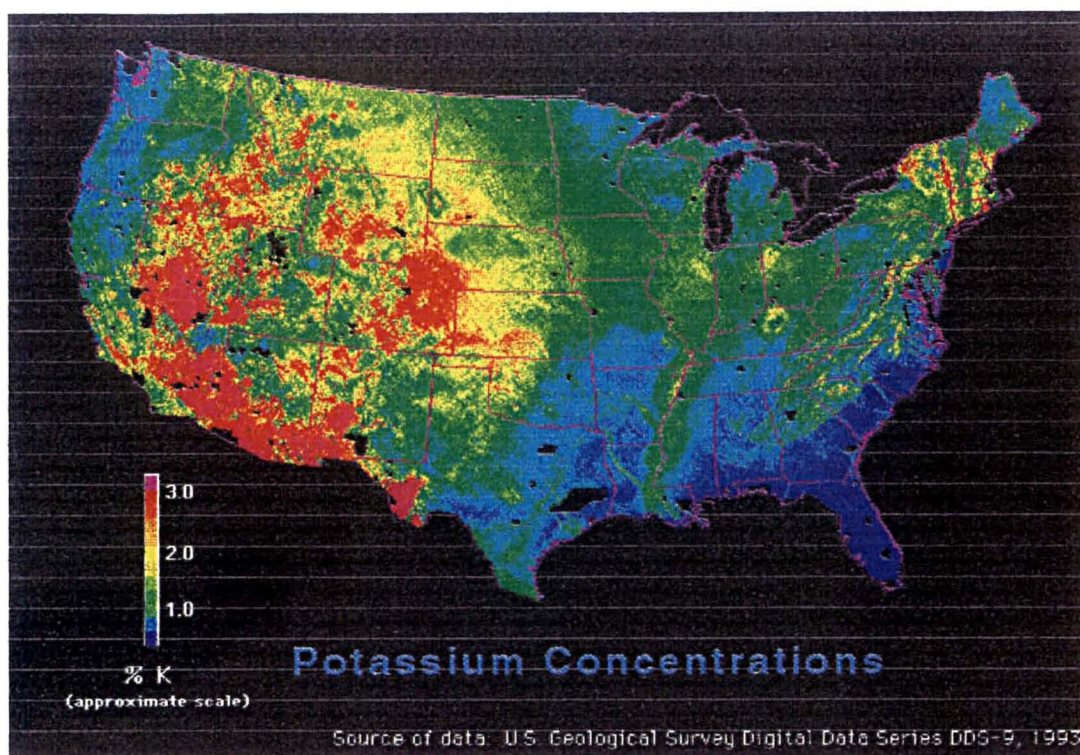 3.0
2.0
1.0
% K
(approximate scale)
Potassium Concentrations
Source of data: U.S. Geological Survey Digital Data Series DDS-9, 1993